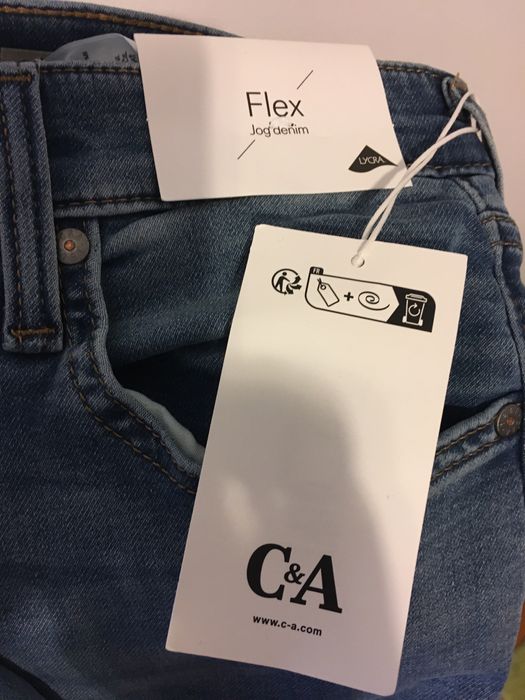 Flex
Jog'denim
LYCRA
FR
+
C&A
www.c-a.com